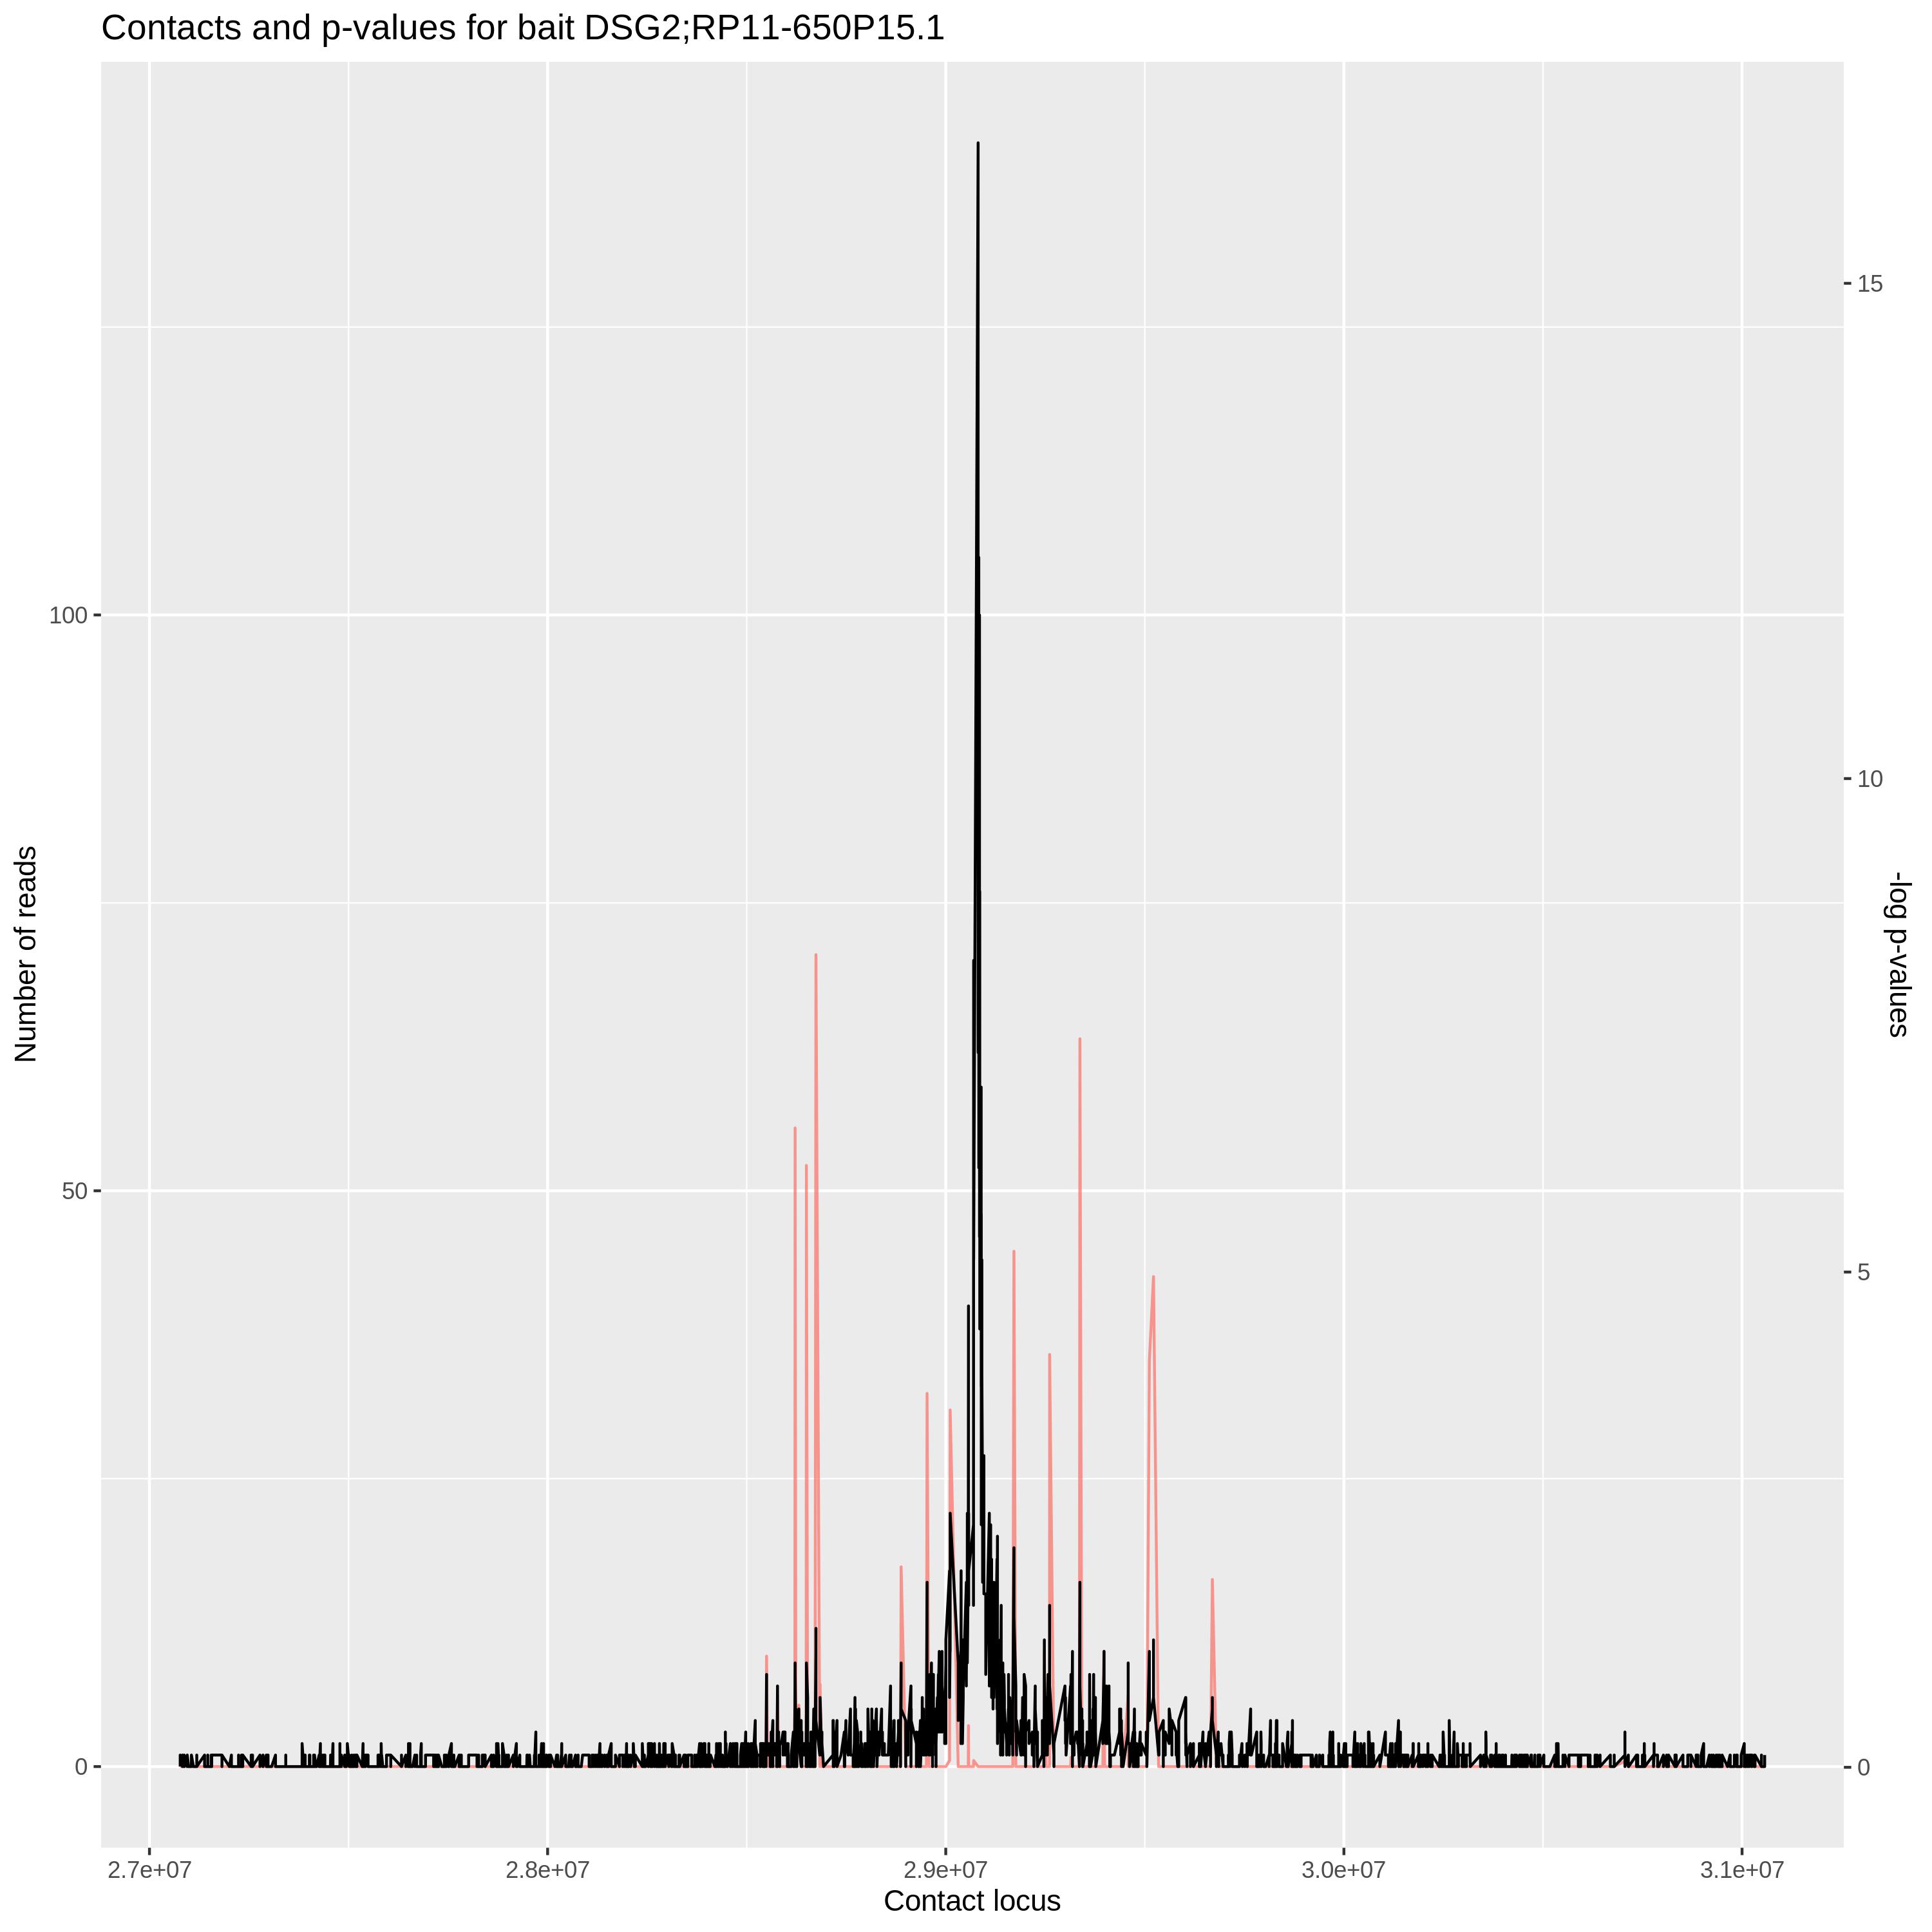 Contacts and p-values for bait DSG2;RP11-650P15.1
15
100
10
Number of reads
-log p-values
50
5
0
0
2.7e+07
2.8e+07
2.9e+07
3.0e+07
3.1e+07
Contact locus